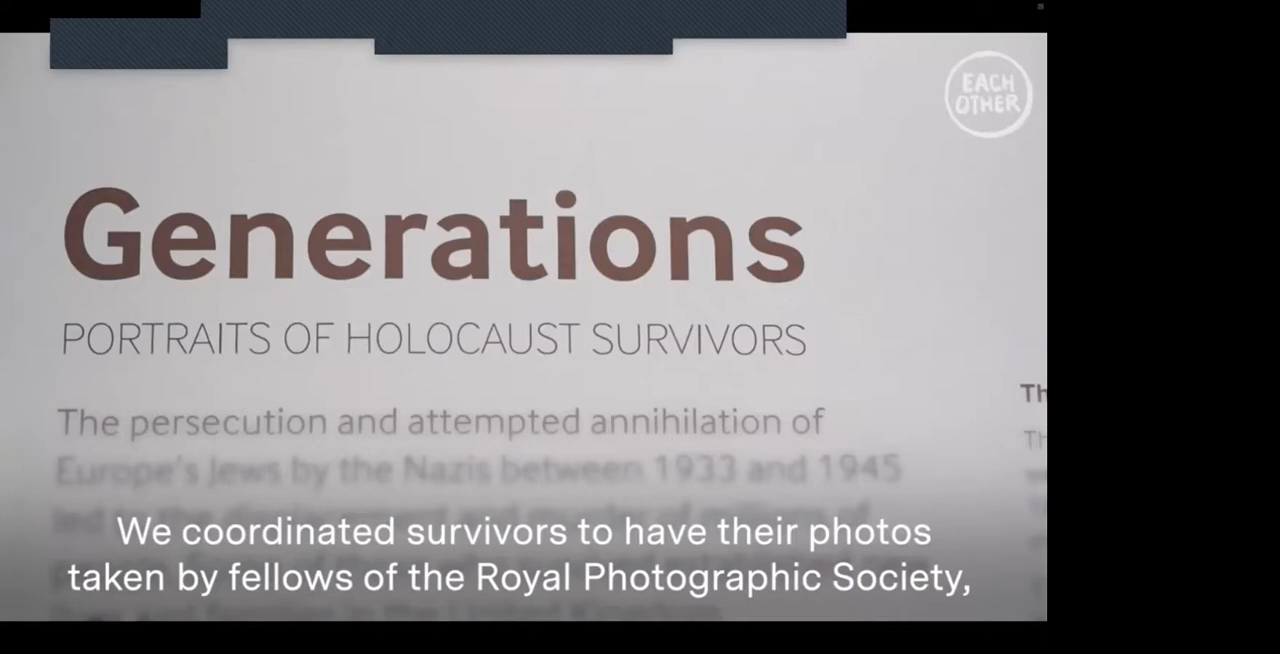 EACH
OTHER
Generations
PORTRAITS OF HOLOCAUST SURVIVORS
The persecution and attempted annihilation of
Europe's Jews by the Nazis between 1933 and 1945
Th
Th
We coordinated survivors to have their photos
taken by fellows of the Royal Photographic Society,